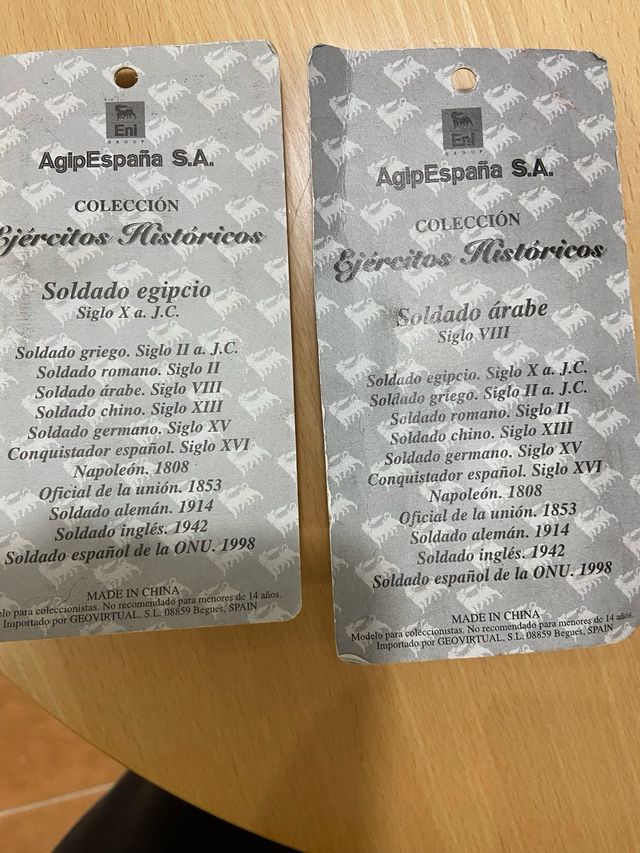 Eni
GROUP
AgipEspaña S.A.
COLECCIÓN
Ejércitos Históricos
Soldado egipcio
Siglo X a. J.C.
Soldado griego. Siglo II a. J.C.
Soldado romano. Siglo II
Soldado árabe. Siglo VIII
Soldado chino. Siglo XIII
Soldado germano. Siglo XV
Conquistador español. Siglo XVI
Napoleón. 1808
Oficial de la unión. 1853
Soldado alemán. 1914
Soldado inglés. 1942
Soldado español de la ONU. 1998
MADE IN CHINA
elo para coleccionistas. No recomendado para menores de 14 años.
Importado por GEOVIRTUAL, S.L. 08859 Begues, SPAIN
Eni
GROUP
AgipEspaña S.A.
COLECCIÓN
Ejércitos Históricos
Soldado árabe
Siglo VIII
Soldado egipcio. Siglo X a. J.C.
Soldado griego. Siglo II a. J.C.
Soldado romano. Siglo II
Soldado chino. Siglo XIII
Soldado germano. Siglo XV
Conquistador español. Siglo XVI
Napoleón. 1808
Oficial de la unión. 1853
Soldado alemán. 1914
Soldado inglés. 1942
Soldado español de la ONU. 1998
MADE IN CHINA
Modelo para coleccionistas. No recomendado para menores de 14 años.
Importado por GEOVIRTUAL, S.L. 08859 Begues, SPAIN